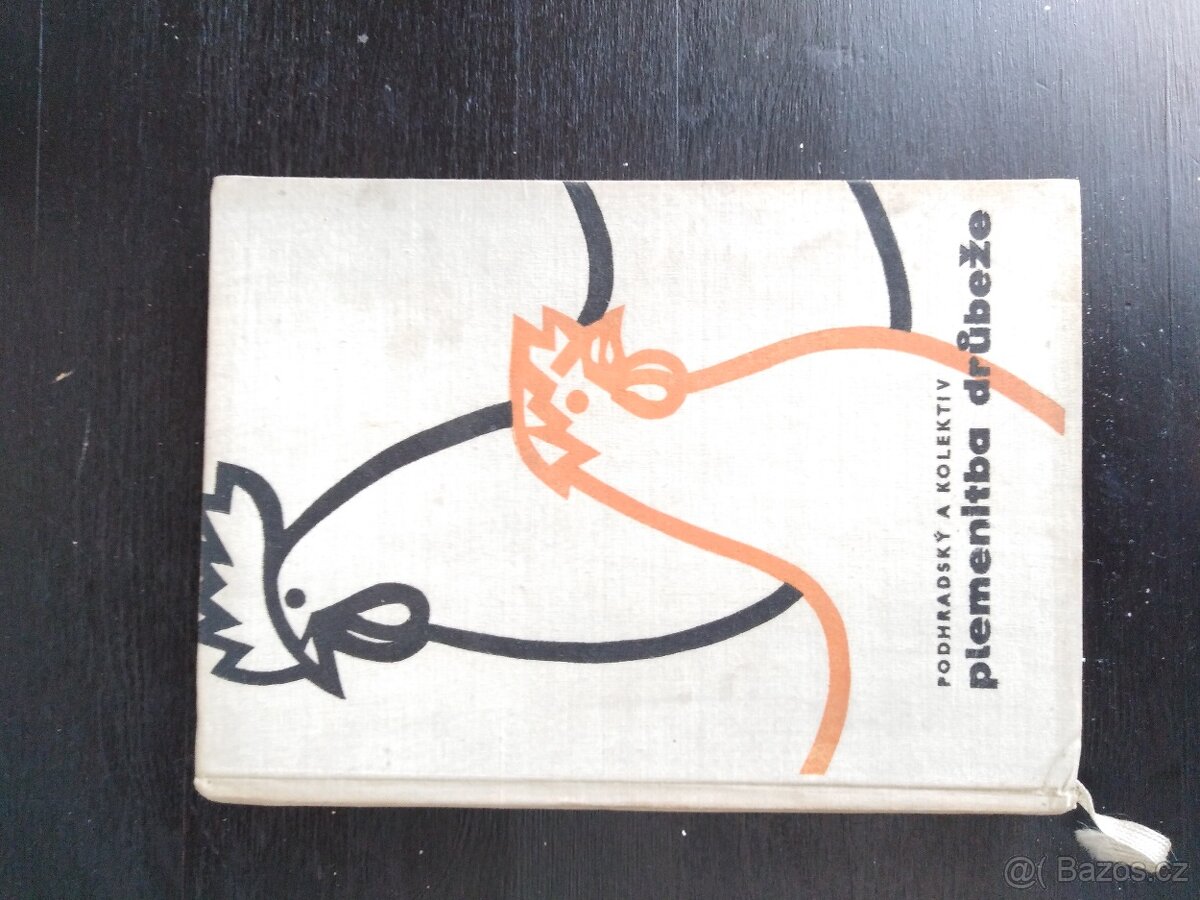 PODHRADSKÝ A KOLEKTIV
plemenitba drůbeže
@( Bazos.cz